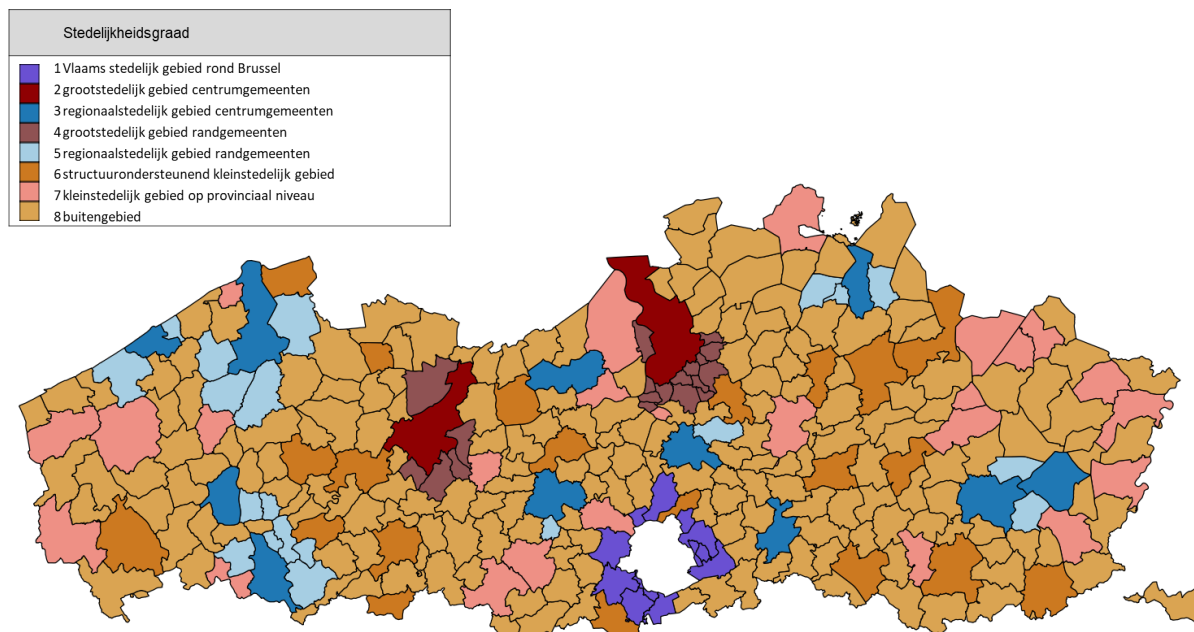 Stedelijkheidsgraad
1 Vlaams stedelijk gebied rond Brussel
2 grootstedelijk gebied centrumgemeenten
3 regionaalstedelijk gebied centrumgemeenten
4 grootstedelijk gebied randgemeenten
5 regionaalstedelijk gebied randgemeenten
6 structuurondersteunend kleinstedelijk gebied
7 kleinstedelijk gebied op provinciaal niveau
8 buitengebied